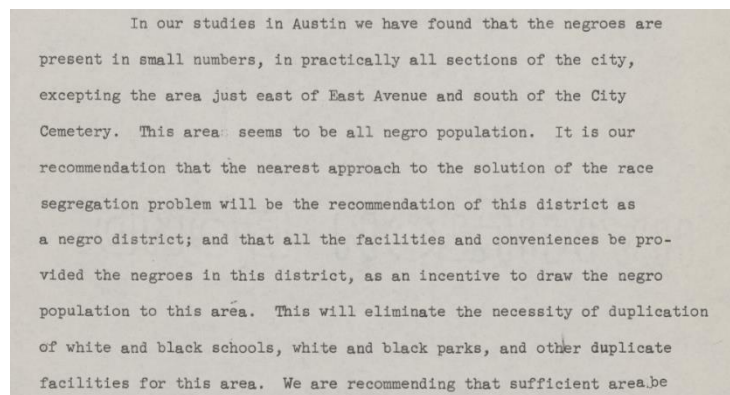 In our studies in Austin we have found that the negroes are
present in small numbers, in practically all sections of the city,
excepting the area just east of East Avenue and south of the City
Cemetery. This area seems to be all negro population. It is our
recommendation that the nearest approach to the solution of the race
segregation problem will be the recommendation of this district as
a negro district; and that all the facilities and conveniences be pro-
vided the negroes in this district, as an incentive to draw the negro
population to this area. This will eliminate the necessity of duplication
of white and black schools, white and black parks, and other duplicate
facilities for this area. We are recommending that sufficient area be